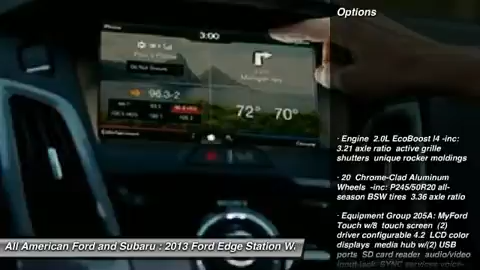 Options
3:00
96.3-2
72° 70°
Entertainment
· Engine 2.0L EcoBoost I4 -inc:
3.21 axle ratio active grille
shutters unique rocker moldings
· 20 Chrome-Clad Aluminum
Wheels -inc: P245/50R20 all-
season BSW tires 3.36 axle ratio
· Equipment Group 205A: MyFord
Touch w/8 touch screen (2)
driver configurable 4.2 LCD color
displays media hub w/(2) USB
ports SD card reader audio/video
All American Ford and Subaru : 2013 Ford Edge Station W.